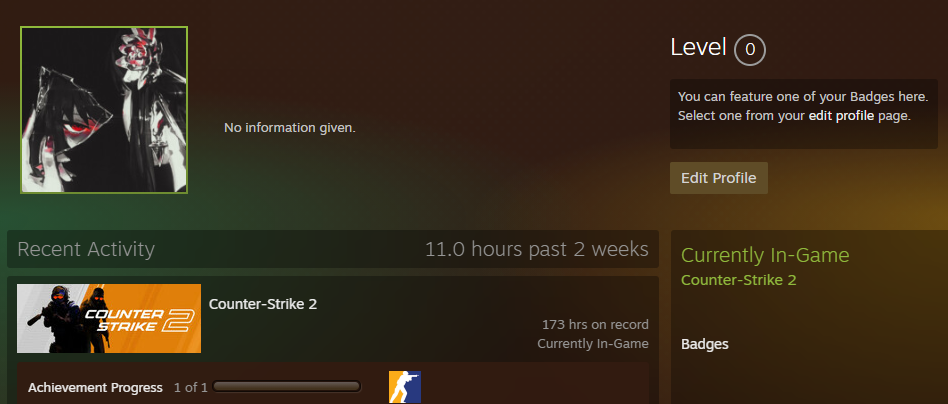 Level 0
You can feature one of your Badges here.
Select one from your edit profile page.
No information given.
Edit Profile
Recent Activity 11.0 hours past 2 weeks
COUNTER
STRIKE 2
Counter-Strike 2
173 hrs on record
Currently In-Game
Achievement Progress 1 of 1
Currently In-Game
Counter-Strike 2
Badges